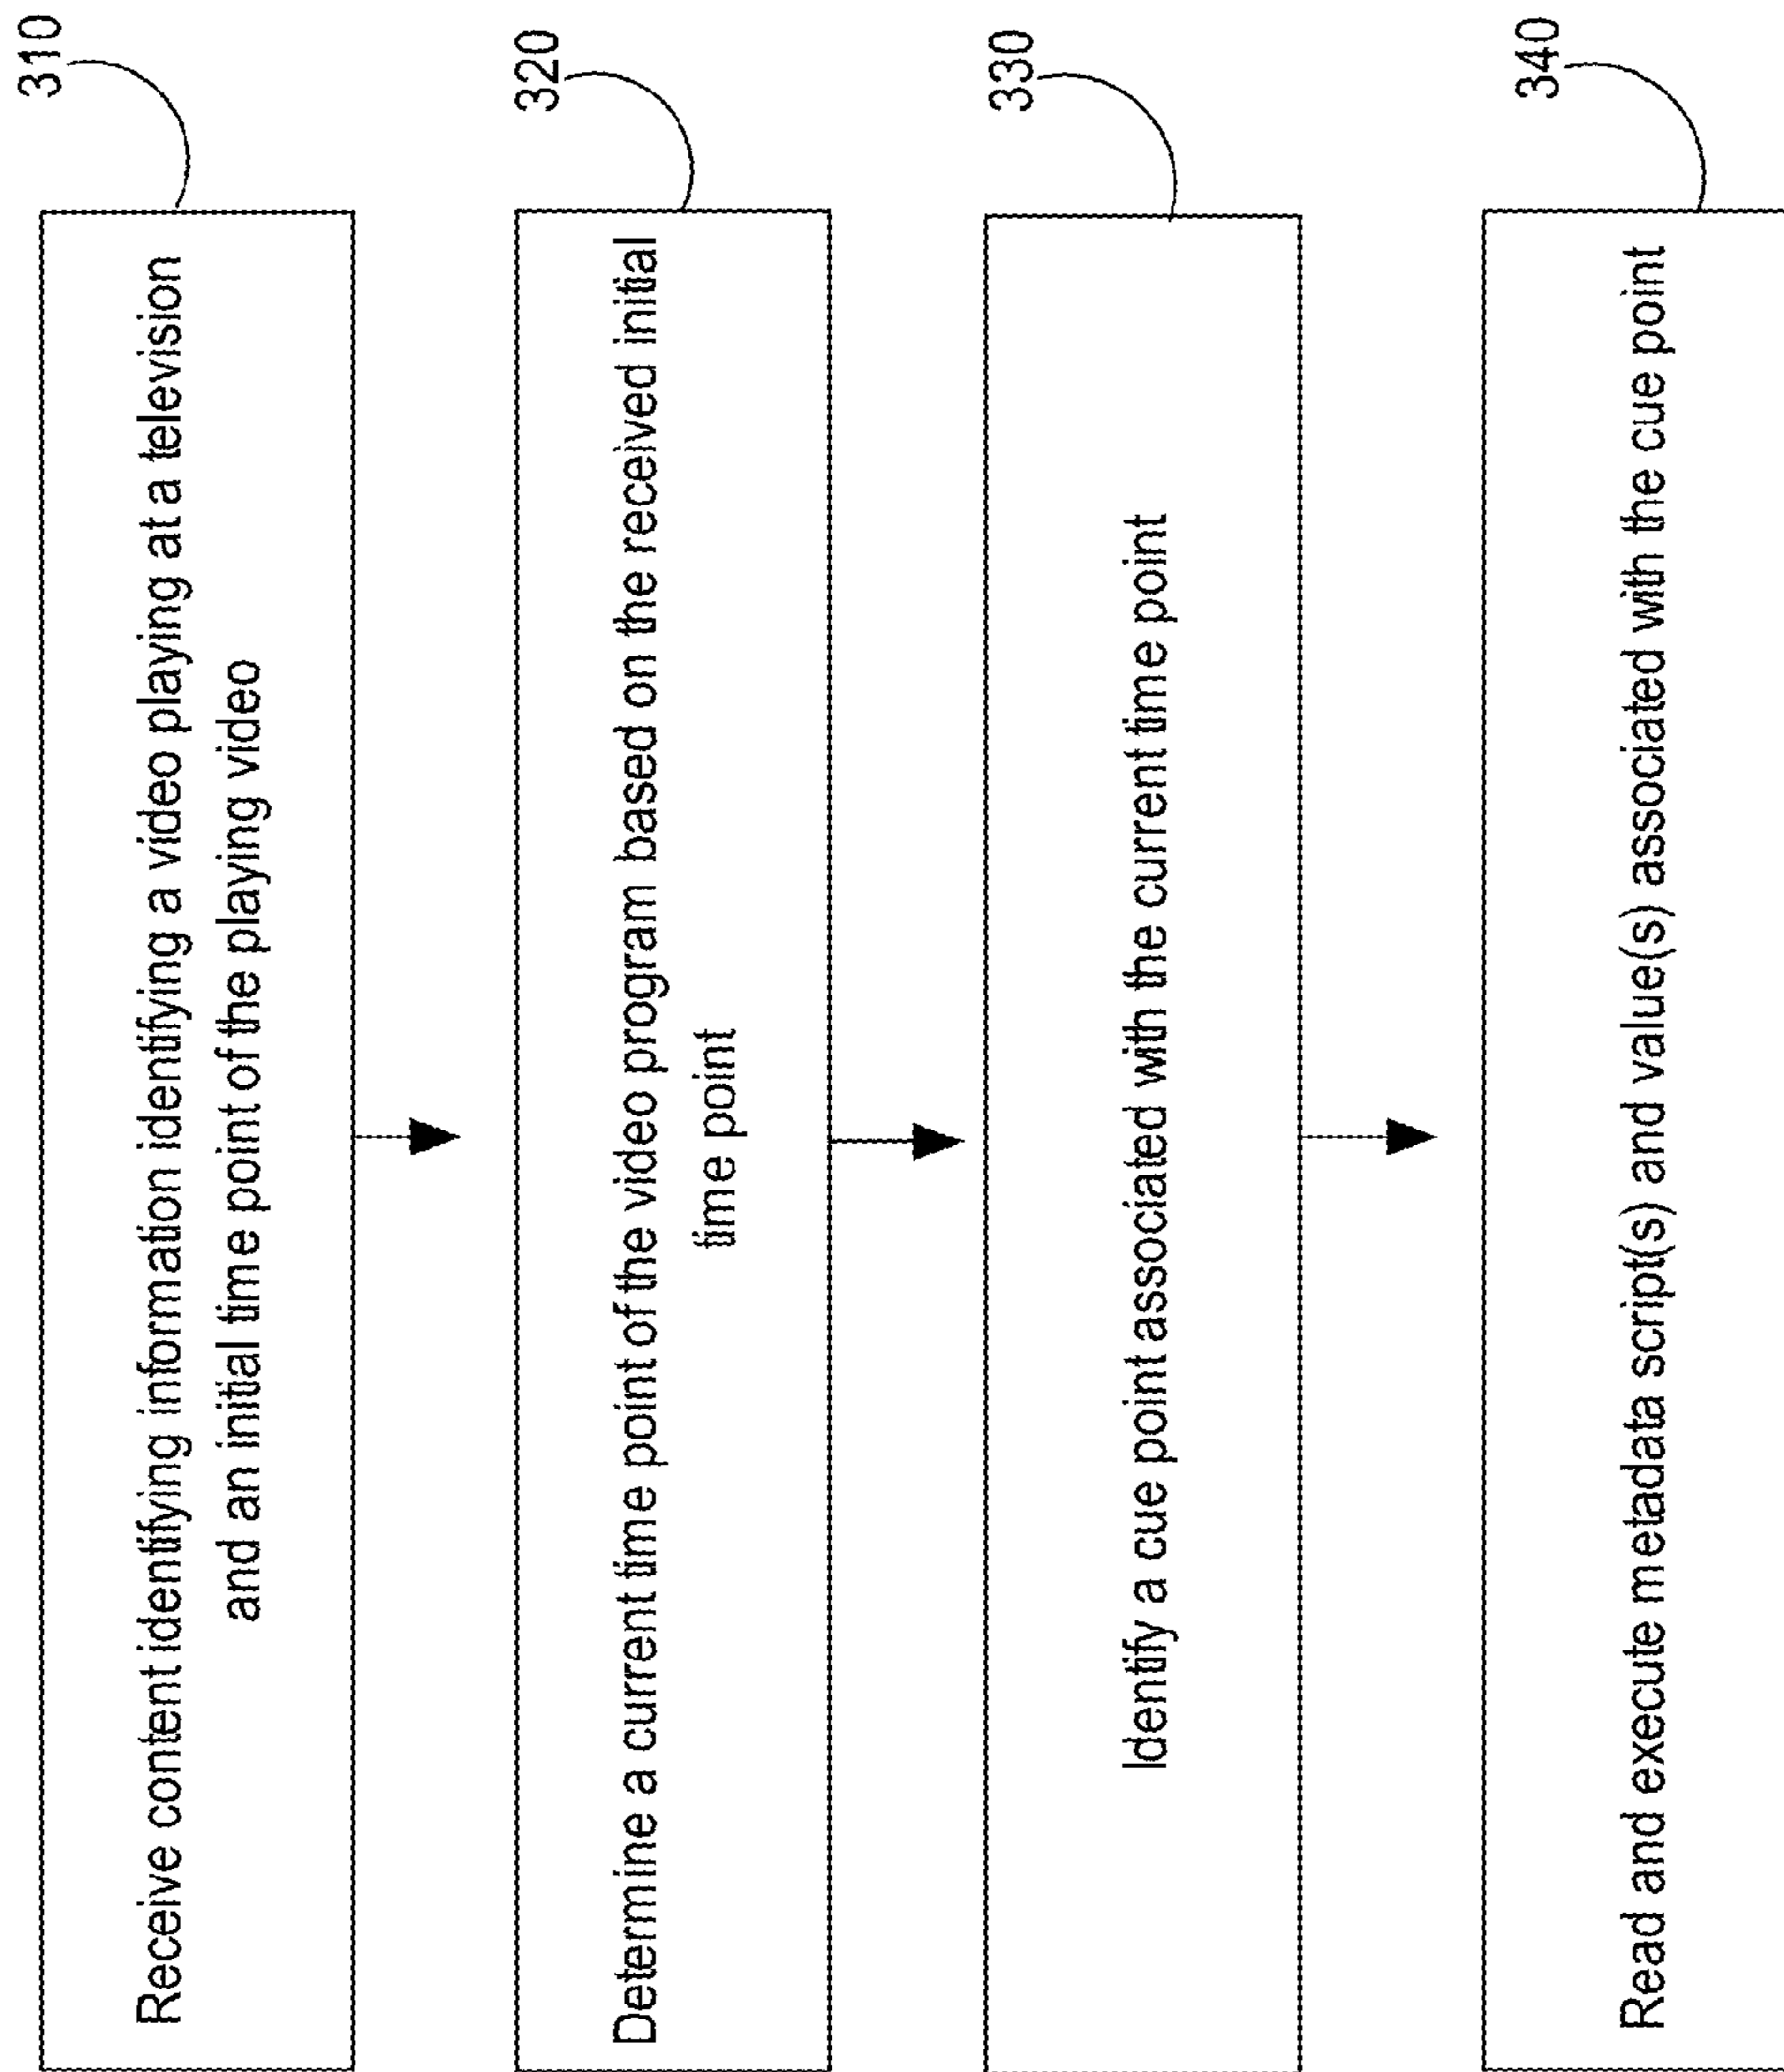 310
Receive content identifying information identifying a video playing at a television
and an initial time point of the playing video
320
Determine a current time point of the video program based on the received initial
time point
330
Identify a cue point associated with the current time point
340
Read and execute metadata script(s) and value(s) associated with the cue point